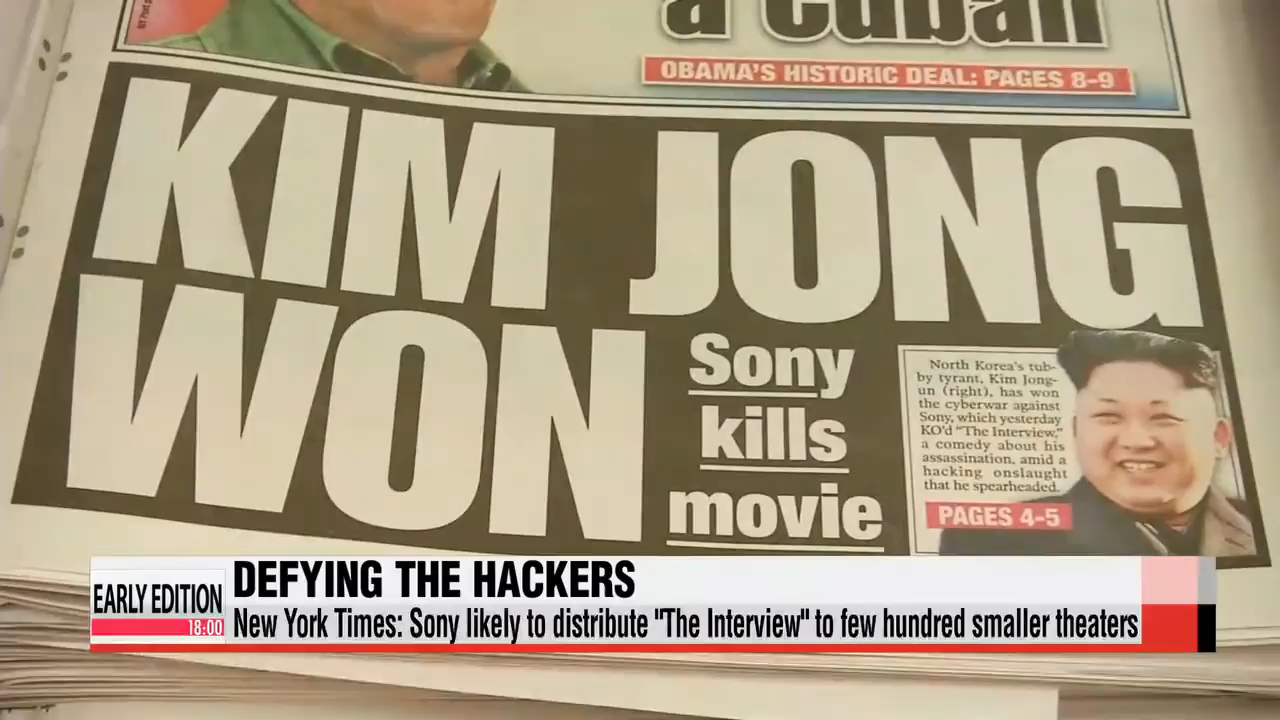 a Cuban
OBAMA'S HISTORIC DEAL: PAGES 8-9
KIM JONG
WON
Sony
kills
movie
North Korea's tub-
by tyrant, Kim Jong-
un (right), has won
the cyberwar against
Sony, which yesterday
KO'd "The Interview,"
a comedy about his
assassination, amid a
hacking onslaught
that he spearheaded.
PAGES 4-5
EARLY EDITION
18:00
DEFYING THE HACKERS
New York Times: Sony likely to distribute "The Interview" to few hundred smaller theaters